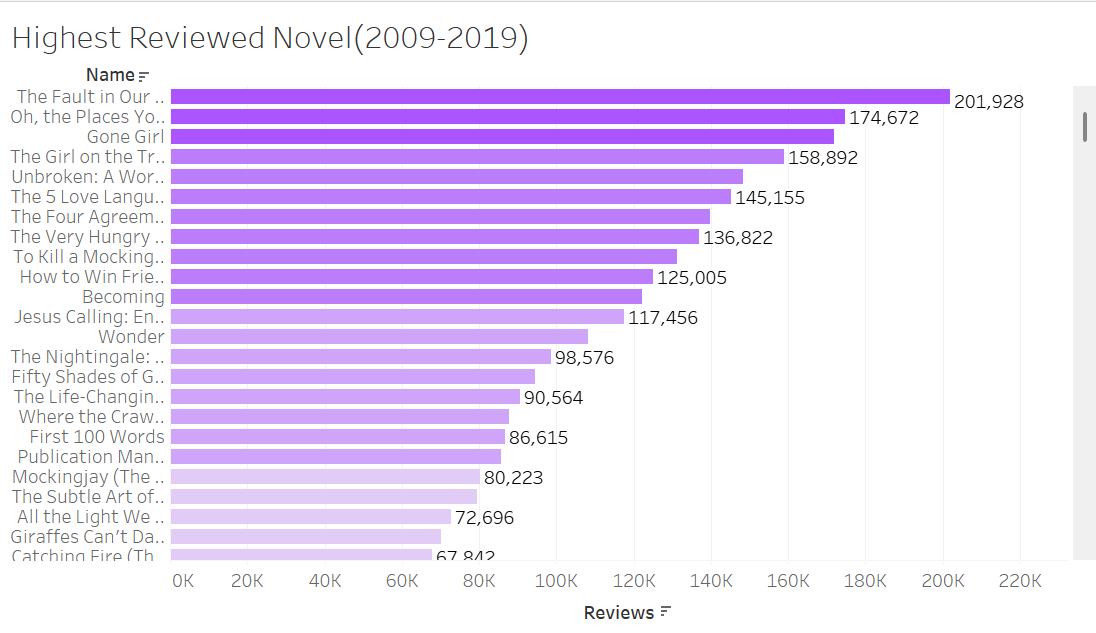 Highest Reviewed Novel(2009-2019)
Name
The Fault in Our .. 201,928
Oh, the Places Yo.. 174,672
Gone Girl
The Girl on the Tr.. 158,892
Unbroken: A Wor..
The 5 Love Langu.. 145,155
The Four Agreem..
The Very Hungry .. 136,822
To Kill a Mocking..
How to Win Frie.. 125,005
Becoming
Jesus Calling: En.. 117,456
Wonder
The Nightingale: .. 98,576
Fifty Shades of G..
The Life-Changin.. 90,564
Where the Craw..
First 100 Words 86,615
Publication Man..
Mockingjay (The .. 80,223
The Subtle Art of..
All the Light We .. 72,696
Giraffes Can’t Da..
Catching Fire (Th.. 67,842
0K 20K 40K 60K 80K 100K 120K 140K 160K 180K 200K 220K
Reviews